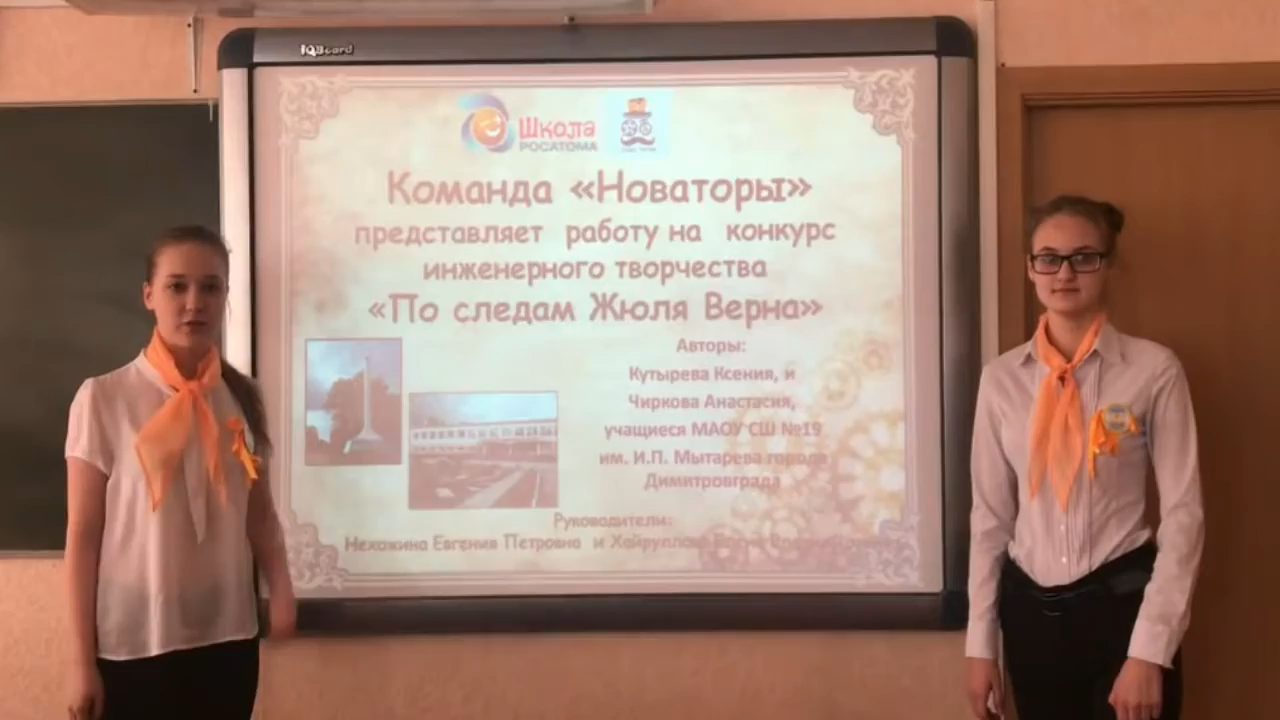 IQBoard
Школа
РОСАТОМА
Команда «Новаторы»
представляет работу на конкурс
инженерного творчества
«По следам Жюля Верна»
Авторы:
Кутырева Ксения, и
Чиркова Анастасия,
учащиеся МАОУ СШ №19
им. И.П. Мытарева города
Димитровграда
Руководители:
Нехожина Евгения Петровна и